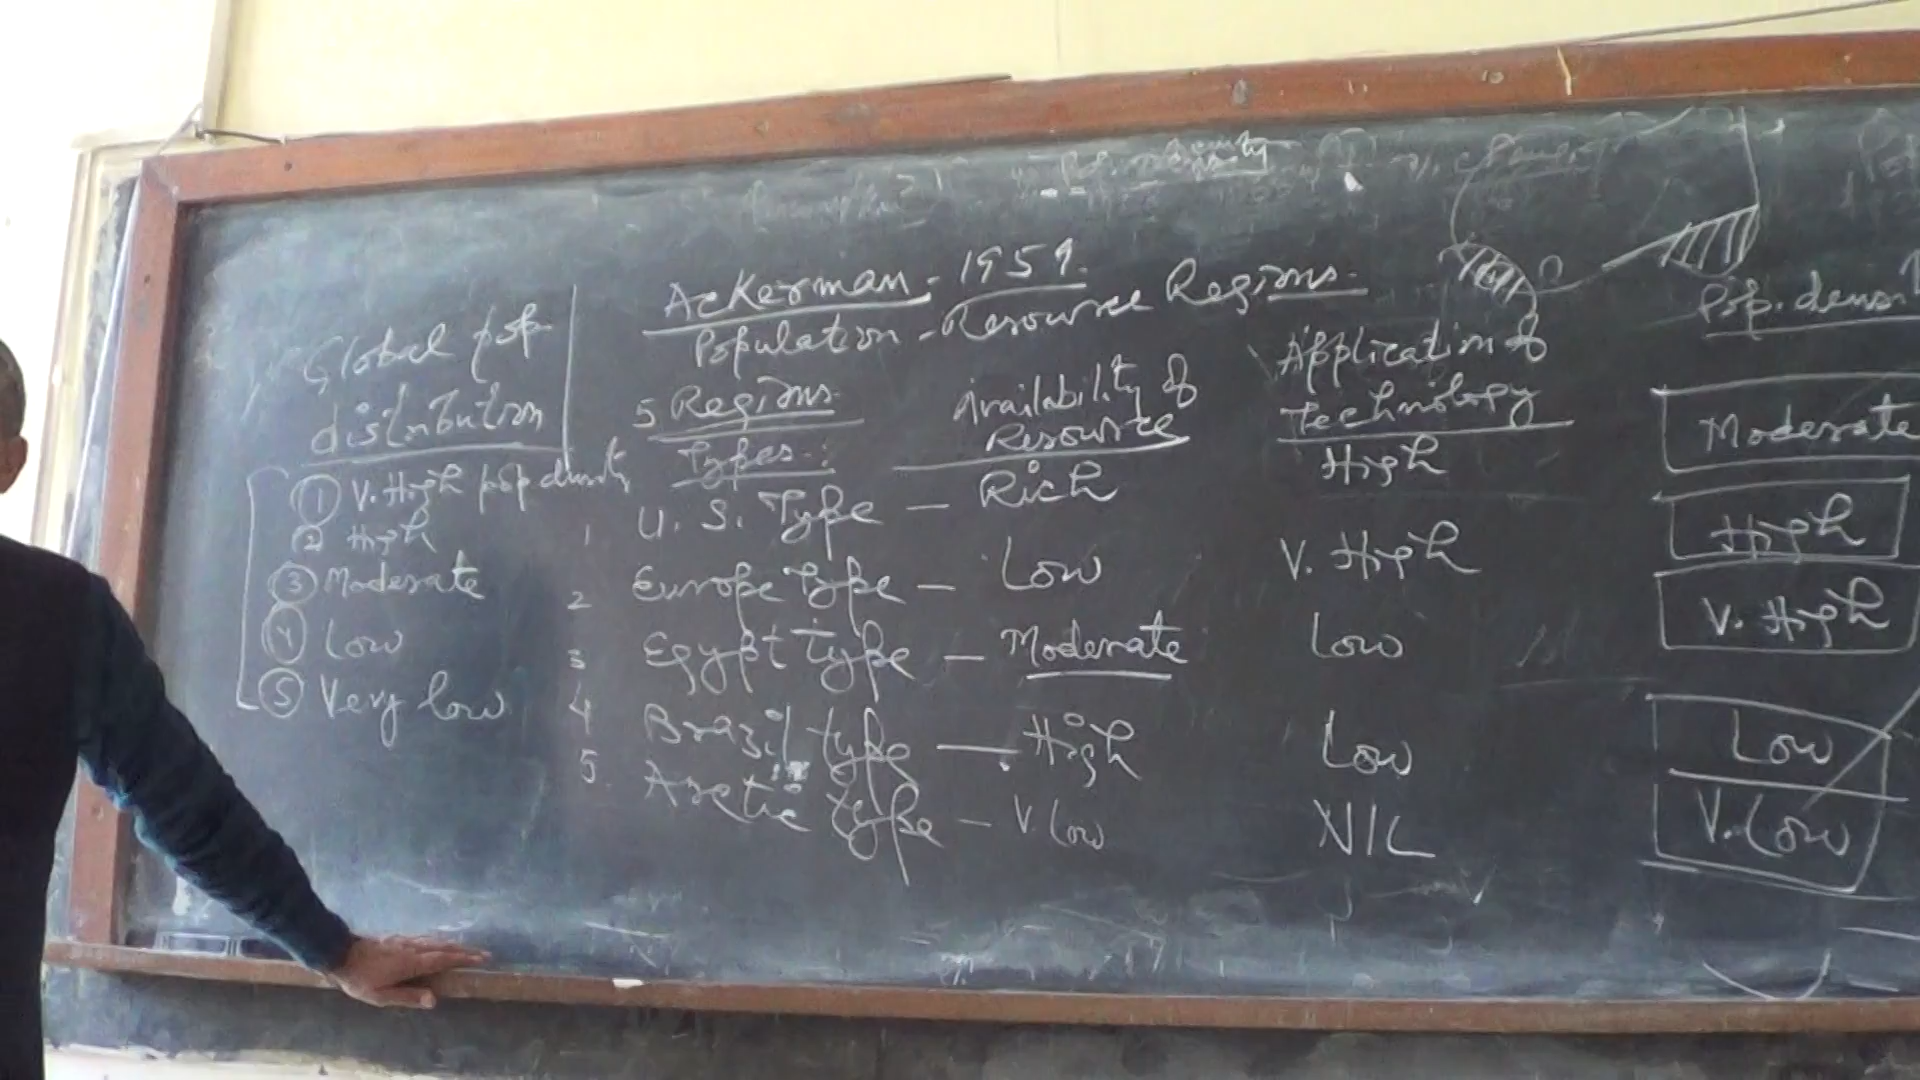 Global pop
distribution
① V. High pop density
② High
③ Moderate
④ Low
⑤ Very low
Ackerman - 1959.
Population - Resource Regions.
5 Regions
Types :
Availability of
Resource
Application of
Technology
Pop. dens
1 U. S. Type — Rich High Moderate
2 Europe Type — Low V. High High
3 Egypt Type — Moderate Low V. High
4 Brazil type — High Low Low
5. Arctic type — V. Low NIL V. Low